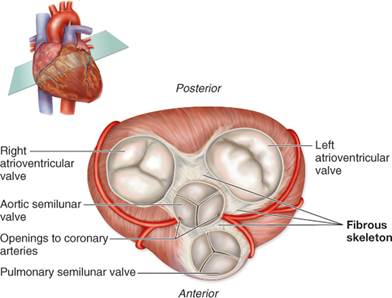 Posterior
Right
atrioventricular
valve
Left
atrioventricular
valve
Aortic semilunar
valve
Fibrous
skeleton
Openings to coronary
arteries
Pulmonary semilunar valve
Anterior